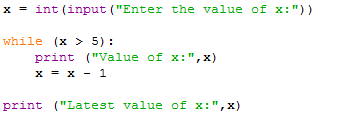 x = int(input("Enter the value of x:"))
while (x > 5):
    print ("Value of x:",x)
    x = x - 1
print ("Latest value of x:",x)